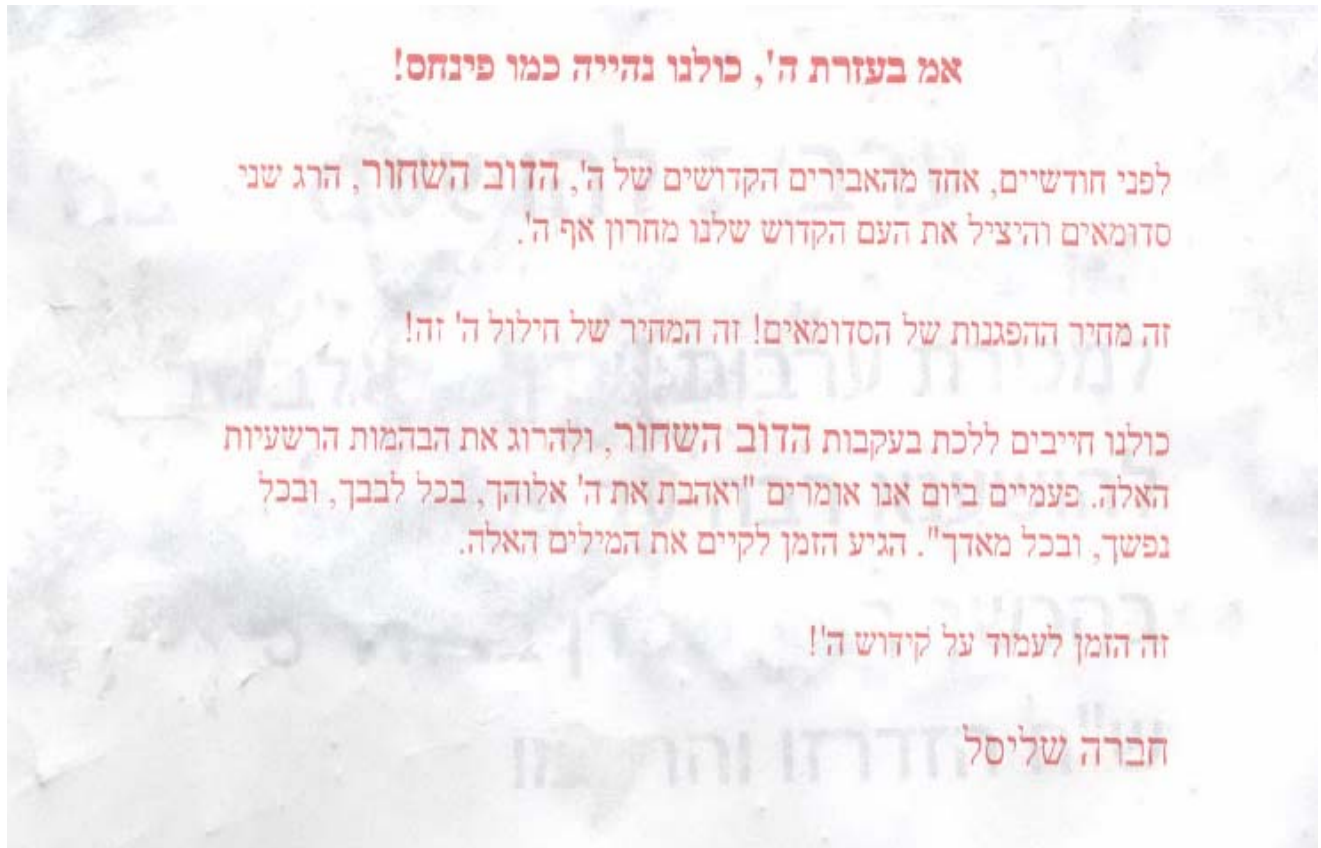 אמ בעזרת ה', כולנו נהייה כמו פינחס!
לפני חודשיים, אחד מהאבירים הקדושים של ה', הדוב השחור, הרג שני
סדומאים והיציל את העם הקדוש שלנו מחרון אף ה'.
זה מחיר ההפגנות של הסדומאים! זה המחיר של חילול ה' זה!
כולנו חייבים ללכת בעקבות הדוב השחור, ולהרוג את הבהמות הרשעיות
האלה. פעמיים ביום אנו אומרים "ואהבת את ה' אלוהך, בכל לבבך, ובכל
נפשך, ובכל מאדך". הגיע הזמן לקיים את המילים האלה.
זה הזמן לעמוד על קידוש ה'!
חברה שליסל